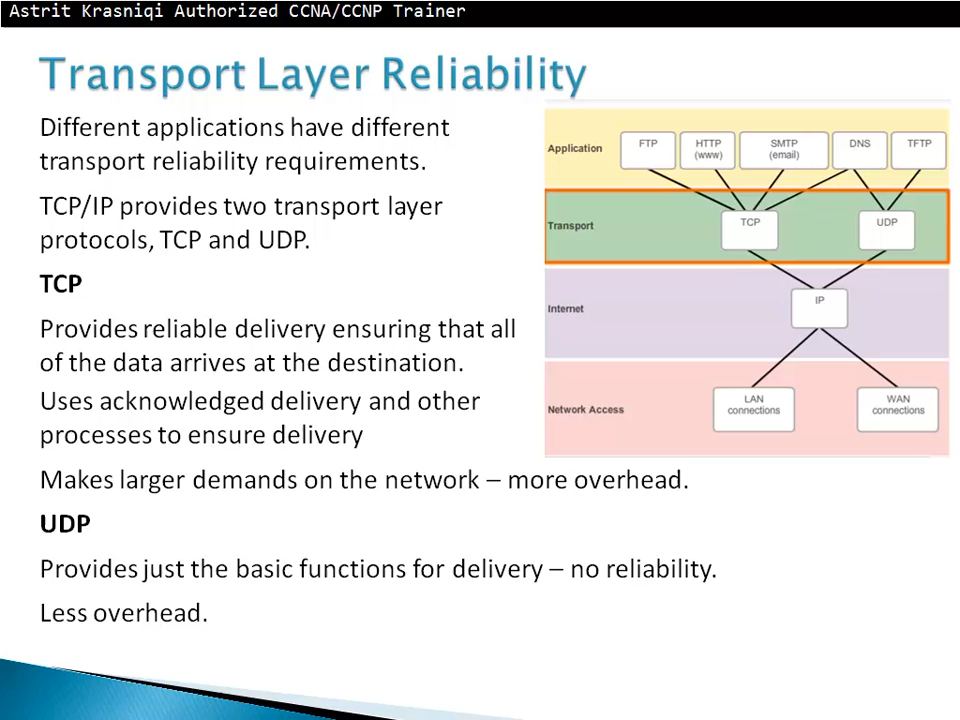 Astrit Krasniqi Authorized CCNA/CCNP Trainer
Transport Layer Reliability
Different applications have different
transport reliability requirements.
TCP/IP provides two transport layer
protocols, TCP and UDP.
TCP
Provides reliable delivery ensuring that all
of the data arrives at the destination.
Uses acknowledged delivery and other
processes to ensure delivery
Makes larger demands on the network – more overhead.
UDP
Provides just the basic functions for delivery – no reliability.
Less overhead.
Application
FTP
HTTP
(www)
SMTP
(email)
DNS
TFTP
Transport
TCP
UDP
Internet
IP
Network Access
LAN
connections
WAN
connections